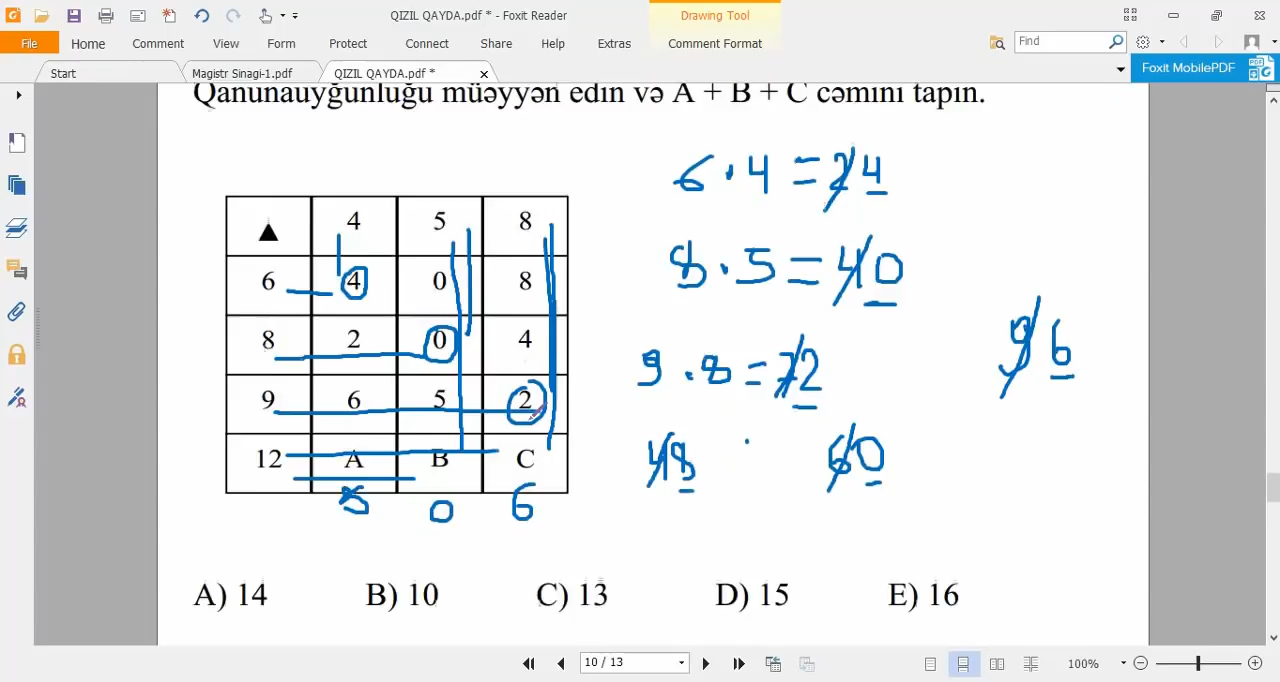 QIZIL QAYDA.pdf * - Foxit Reader
Drawing Tool
File Home Comment View Form Protect Connect Share Help Extras Comment Format Find
Start Magistr Sinagi-1.pdf QIZIL QAYDA.pdf * Foxit MobilePDF
Qanunauyğunluğu müəyyən edin və A + B + C cəmini tapın.
▲ 4 5 8
6 4 0 8
8 2 0 4
9 6 5 2
12 A B C
8 0 6
6 · 4 = 24
8 · 5 = 40
9 · 8 = 72
96
48 · 60
A) 14 B) 10 C) 13 D) 15 E) 16
10 / 13 100%